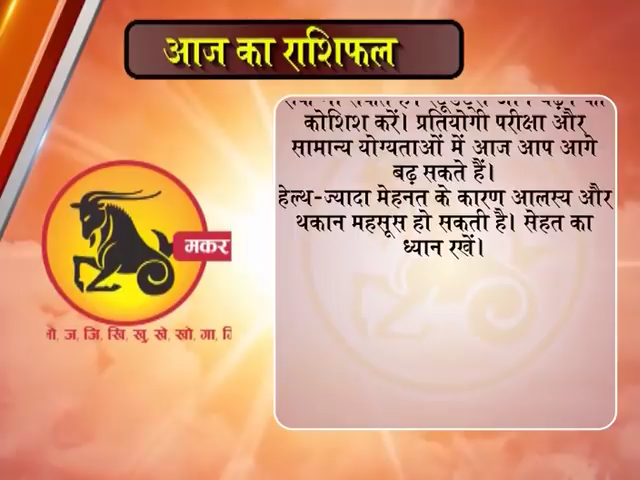 आज का राशिफल
कोशिश करें। प्रतियोगी परीक्षा और
सामान्य योग्यताओं में आज आप आगे
बढ़ सकते हैं।
हेल्थ-ज्यादा मेहनत के कारण आलस्य और
थकान महसूस हो सकती है। सेहत का
ध्यान रखें।
मकर
ज, जि, खि, खु, खे, खो, गा,